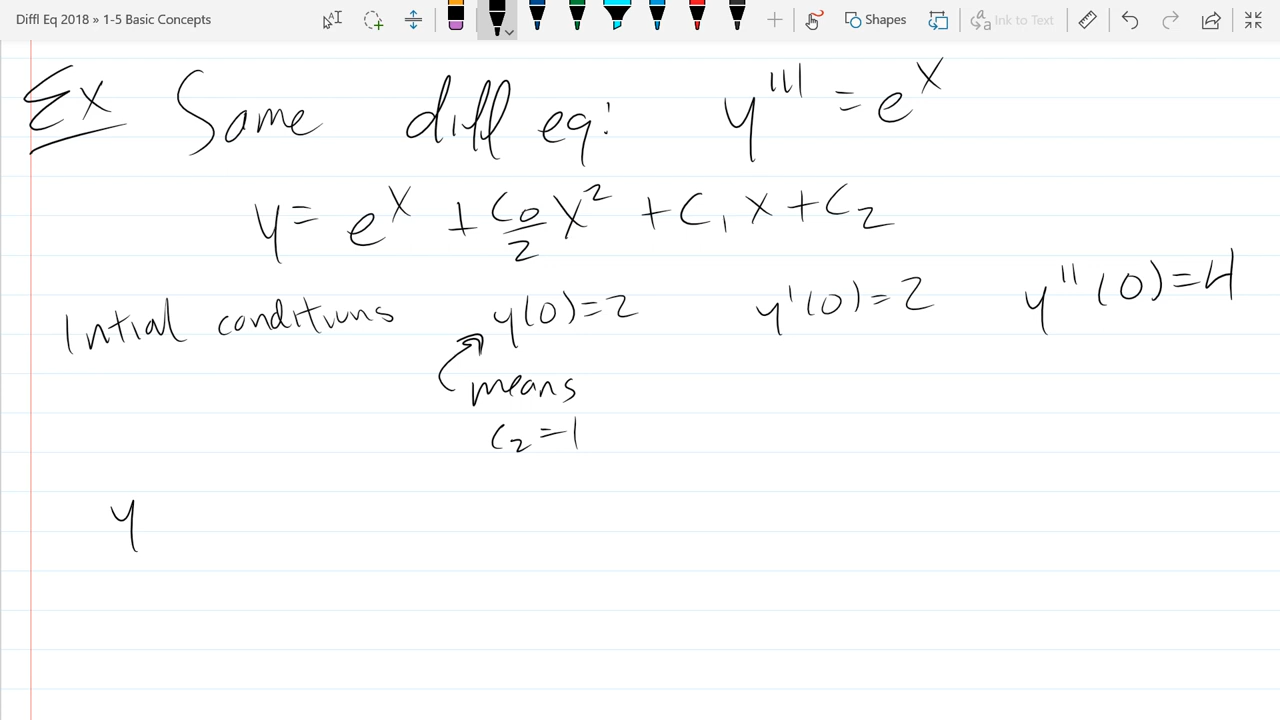 Diffl Eq 2018 » 1-5 Basic Concepts
Shapes
Ink to Text
Ex Same diff eq: y''' = e^x
y = e^x + c₀/2 x² + c₁ x + c₂
Intial conditions y(0)=2 y'(0)=2 y''(0)=4
means
c₂=1
y